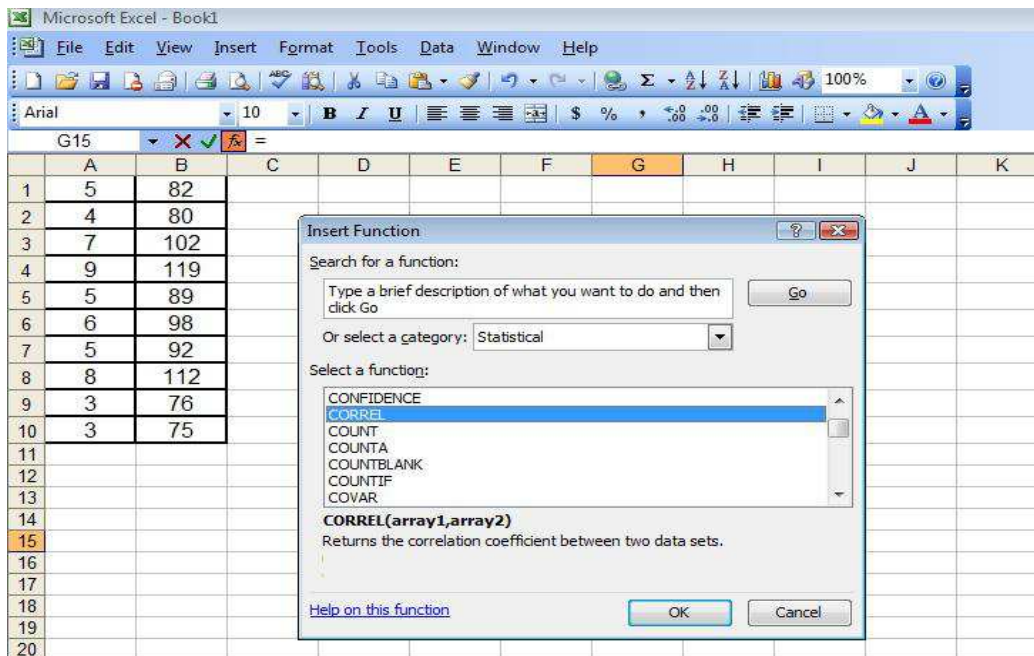 Microsoft Excel - Book1
File Edit View Insert Format Tools Data Window Help
100%
Arial 10 B I U $ % ,
G15 fx =
A B C D E F G H I J K
1 5 82
2 4 80
3 7 102
4 9 119
5 5 89
6 6 98
7 5 92
8 8 112
9 3 76
10 3 75
11
12
13
14
15
16
17
18
19
20
Insert Function
Search for a function:
Type a brief description of what you want to do and then
click Go
Go
Or select a category: Statistical
Select a function:
CONFIDENCE
CORREL
COUNT
COUNTA
COUNTBLANK
COUNTIF
COVAR
CORREL(array1,array2)
Returns the correlation coefficient between two data sets.
Help on this function
OK Cancel